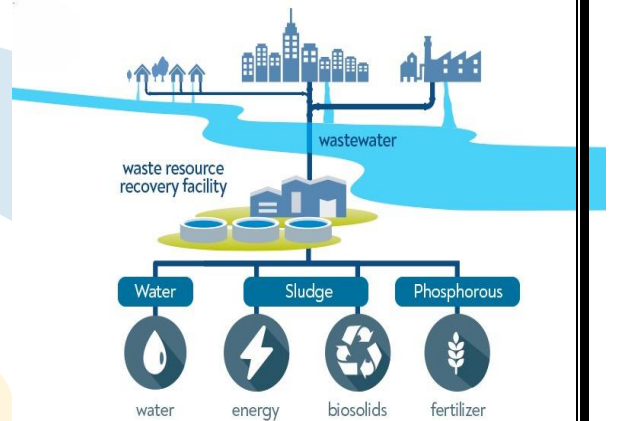 wastewater
waste resource
recovery facility
Water
Sludge
Phosphorous
water
energy
biosolids
fertilizer